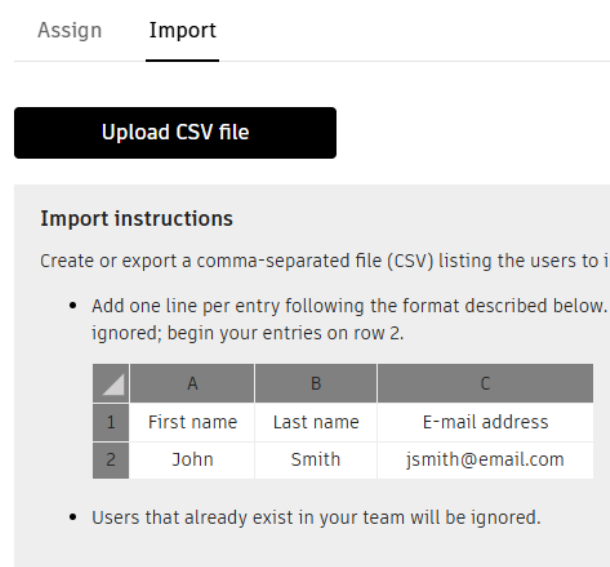 Assign Import
Upload CSV file
Import instructions
Create or export a comma-separated file (CSV) listing the users to
• Add one line per entry following the format described below.
ignored; begin your entries on row 2.
A B C
1 First name Last name E-mail address
2 John Smith jsmith@email.com
• Users that already exist in your team will be ignored.